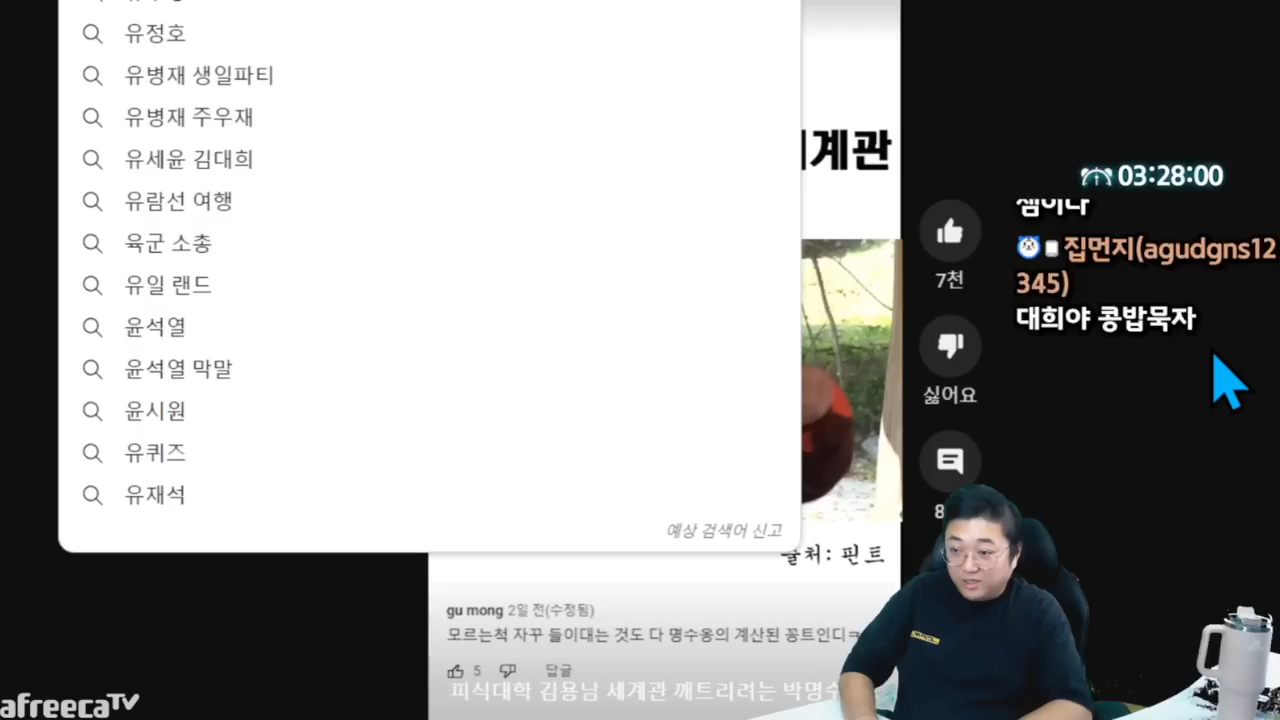 유정호
유병재 생일파티
유병재 주우재
유세윤 김대희
유람선 여행
육군 소총
유일 랜드
윤석열
윤석열 막말
윤시원
유퀴즈
유재석
예상 검색어 신고
계관
출처: 핀트
7천
싫어요
8
03:28:00
잼이다
집먼지(agudgns12
345)
대희야 콩밥묵자
gu mong 2일 전(수정됨)
모르는척 자꾸 들이대는 것도 다 명수옹의 계산된 꽁트인디ㅋ
5 답글
피식대학 김용남 세계관 깨트리려는 박명수
afreecaTV